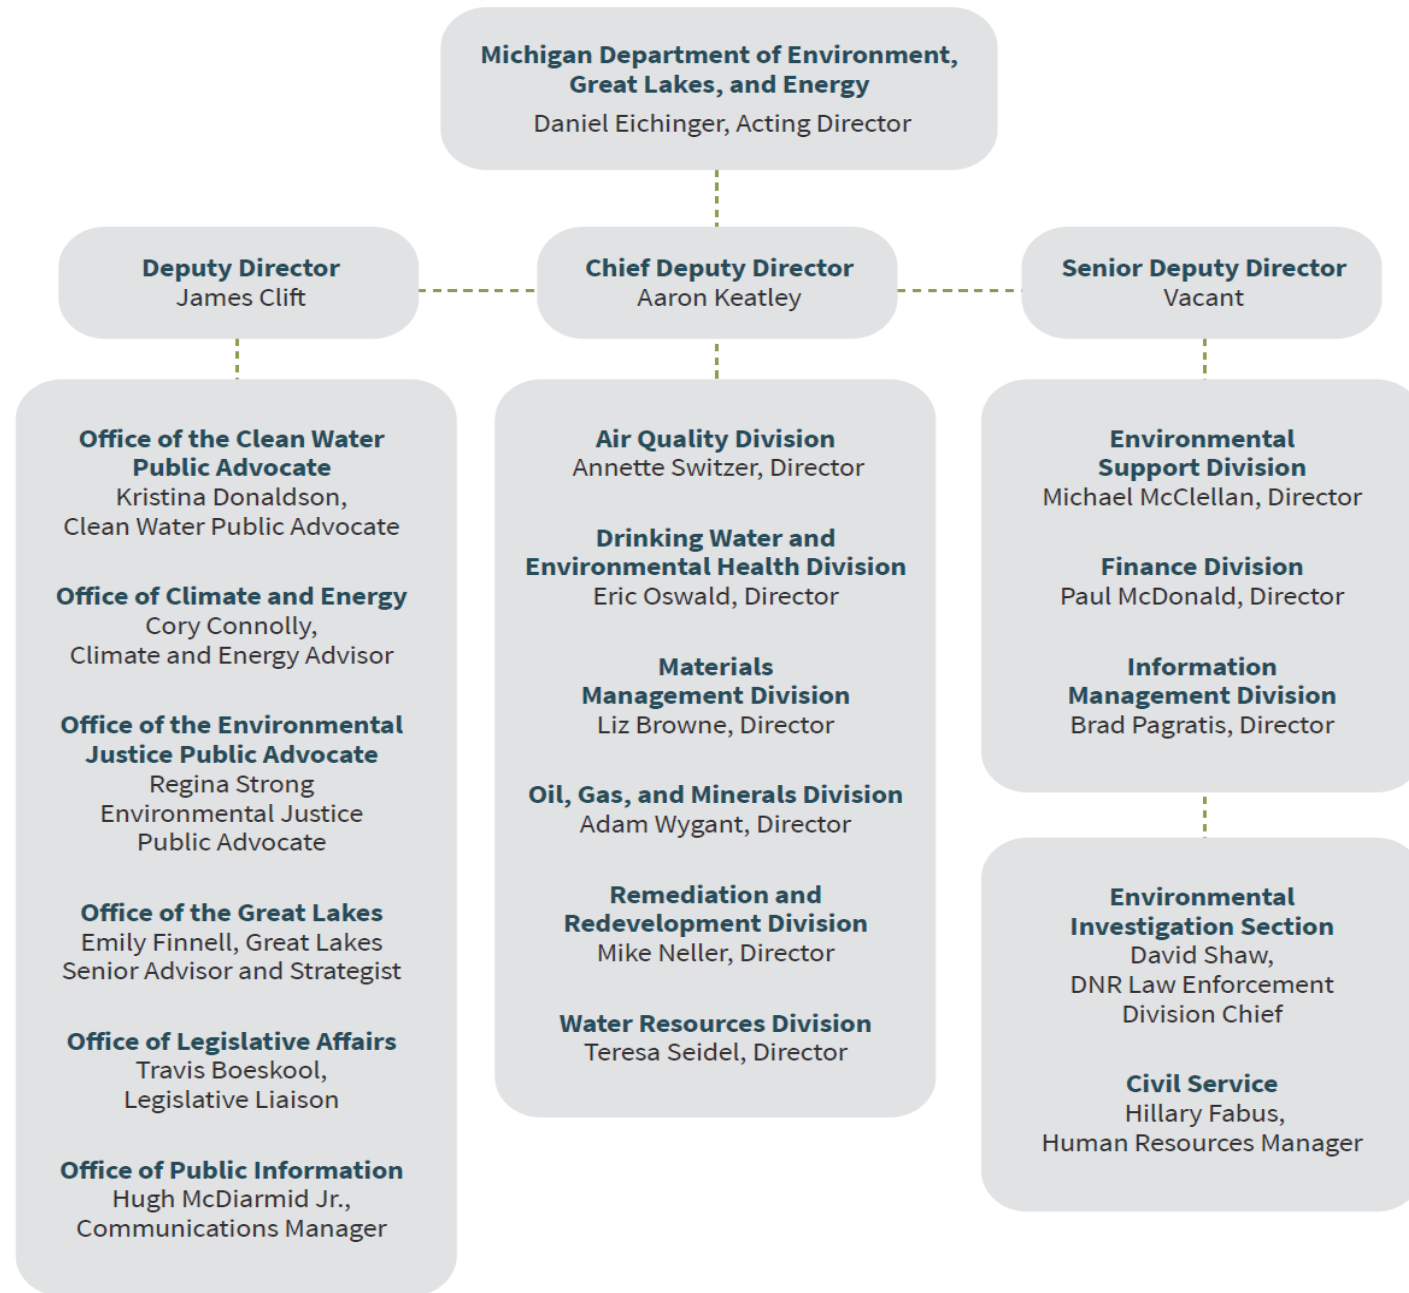 Michigan Department of Environment,
Great Lakes, and Energy
Daniel Eichinger, Acting Director
Deputy Director
James Clift
Chief Deputy Director
Aaron Keatley
Senior Deputy Director
Vacant
Office of the Clean Water
Public Advocate
Kristina Donaldson,
Clean Water Public Advocate
Office of Climate and Energy
Cory Connolly,
Climate and Energy Advisor
Office of the Environmental
Justice Public Advocate
Regina Strong
Environmental Justice
Public Advocate
Office of the Great Lakes
Emily Finnell, Great Lakes
Senior Advisor and Strategist
Office of Legislative Affairs
Travis Boeskool,
Legislative Liaison
Office of Public Information
Hugh McDiarmid Jr.,
Communications Manager
Air Quality Division
Annette Switzer, Director
Drinking Water and
Environmental Health Division
Eric Oswald, Director
Materials
Management Division
Liz Browne, Director
Oil, Gas, and Minerals Division
Adam Wygant, Director
Remediation and
Redevelopment Division
Mike Neller, Director
Water Resources Division
Teresa Seidel, Director
Environmental
Support Division
Michael McClellan, Director
Finance Division
Paul McDonald, Director
Information
Management Division
Brad Pagratis, Director
Environmental
Investigation Section
David Shaw,
DNR Law Enforcement
Division Chief
Civil Service
Hillary Fabus,
Human Resources Manager